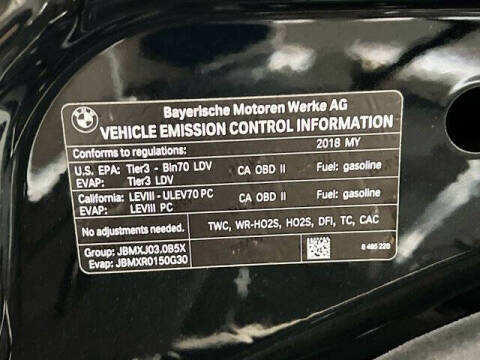 Bayerische Motoren Werke AG
VEHICLE EMISSION CONTROL INFORMATION
Conforms to regulations: 2018 MY
U.S. EPA: Tier3 - Bin70 LDV CA OBD II Fuel: gasoline
EVAP: Tier3 LDV
California: LEVIII - ULEV70 PC CA OBD II Fuel: gasoline
EVAP: LEVIII PC
No adjustments needed. TWC, WR-HO2S, HO2S, DFI, TC, CAC
Group: JBMXJ03.0B5X
Evap: JBMXR0150G30 8 485 220